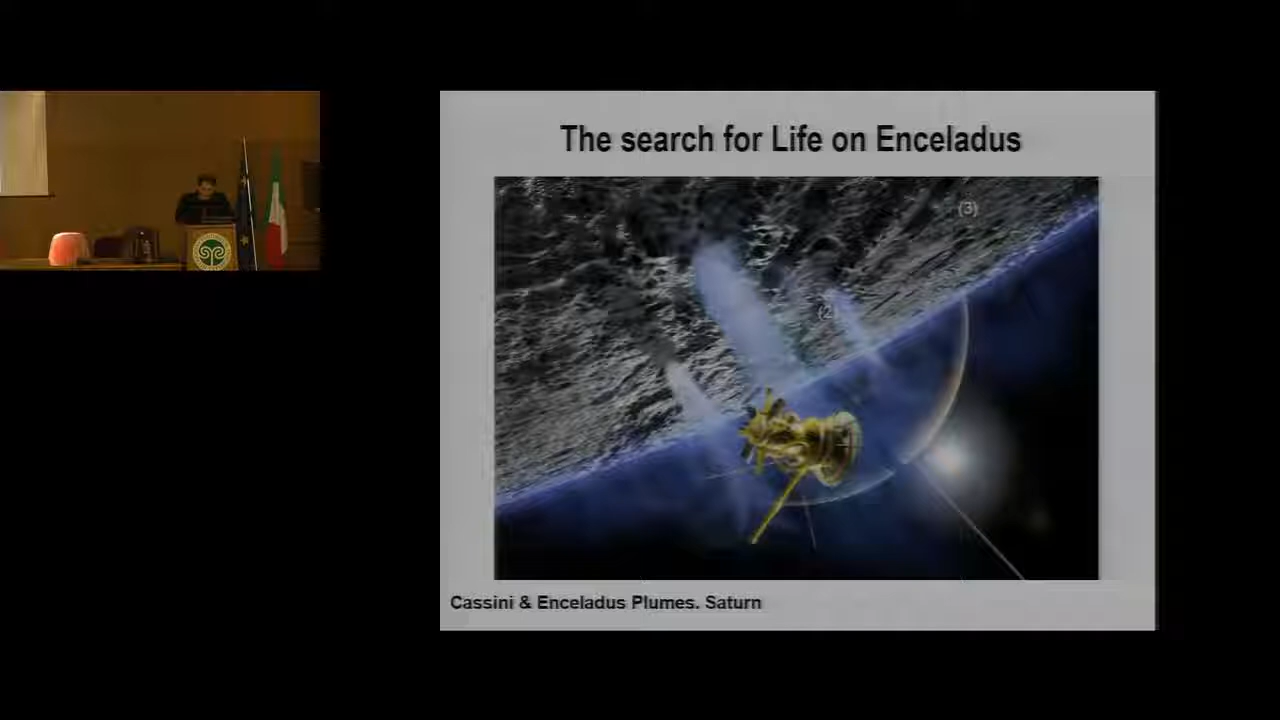 The search for Life on Enceladus
(3)
(2)
Cassini & Enceladus Plumes. Saturn